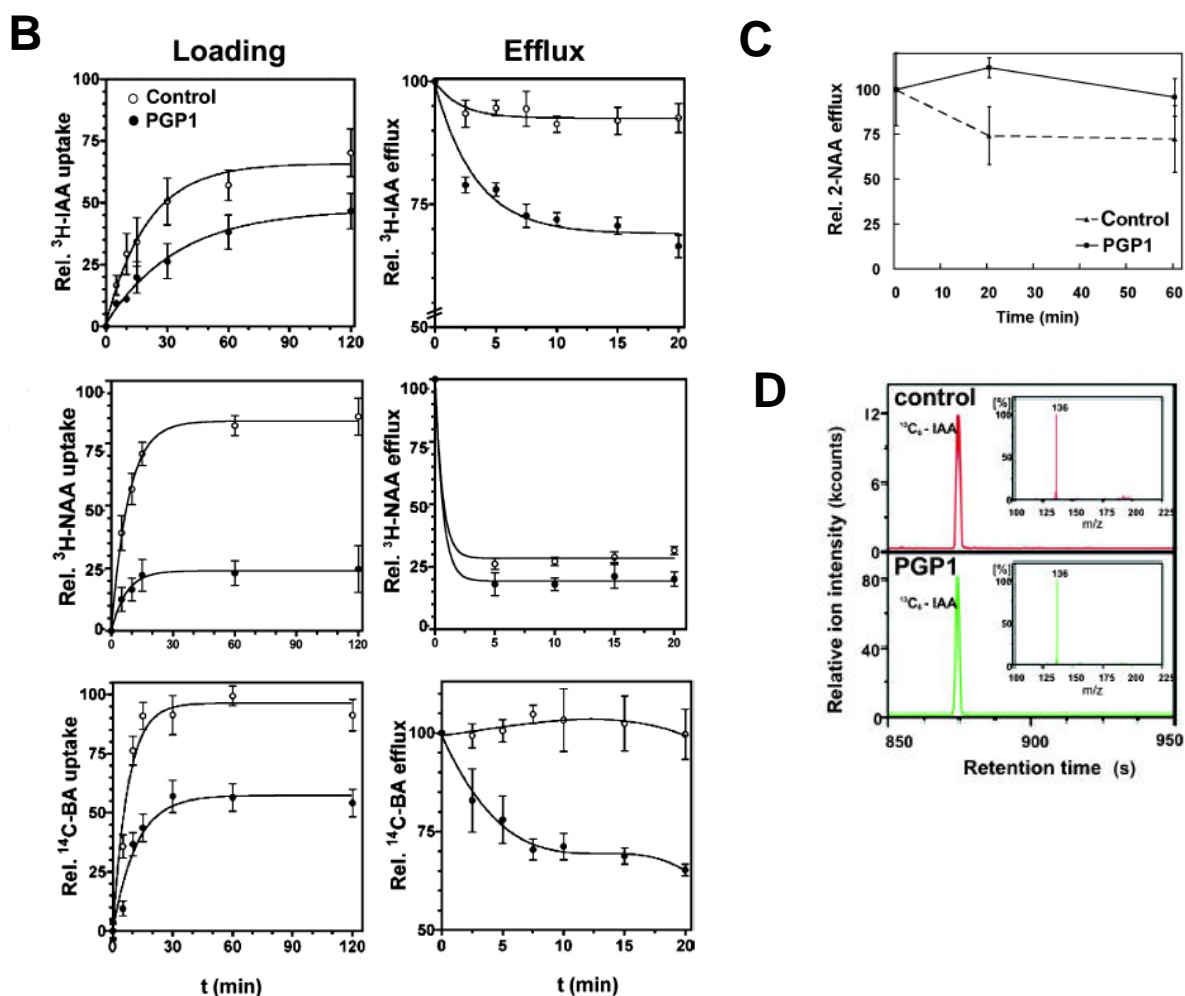 B
Loading
Efflux
Rel. ³H-IAA uptake
100
75
50
25
0
Control
PGP1
0 30 60 90 120
Rel. ³H-IAA efflux
100
75
50
0 5 10 15 20
Rel. ³H-NAA uptake
100
75
50
25
0
0 20 40 60 80 100 120
Rel. ³H-NAA efflux
100
75
50
25
0
0 5 10 15 20
Rel. ¹⁴C-BA uptake
100
75
50
25
0
0 30 60 90 120
t (min)
Rel. ¹⁴C-BA efflux
100
75
50
0 5 10 15 20
t (min)
C
Rel. 2-NAA efflux
100
75
50
25
0
Control
PGP1
0 10 20 30 40 50 60
Time (min)
D
Relative ion intensity (kcounts)
control
¹³C₆ - IAA
12
6
0
[%]
136
100
50
0
100 125 150 175 200 225
m/z
PGP1
¹³C₆ - IAA
80
40
0
[%]
136
100
50
0
100 125 150 175 200 225
m/z
850 900 950
Retention time (s)